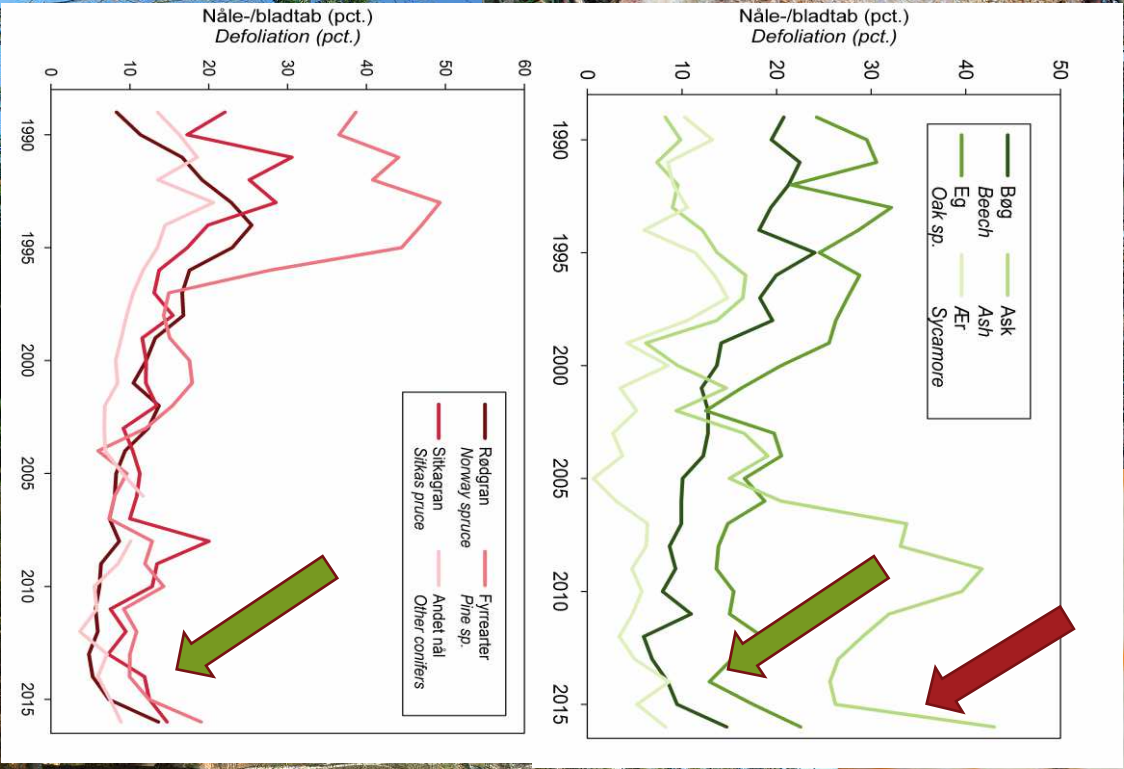 Nåle-/bladtab (pct.)
Defoliation (pct.)
0
10
20
30
40
50
60
1990
1995
2000
2005
2010
2015
Rødgran
Norway spruce
Sitkagran
Sitkas pruce
Fyrrearter
Pine sp.
Andet nål
Other conifers
Nåle-/bladtab (pct.)
Defoliation (pct.)
0
10
20
30
40
50
1990
1995
2000
2005
2010
2015
Bøg
Beech
Eg
Oak sp.
Ask
Ash
Ær
Sycamore